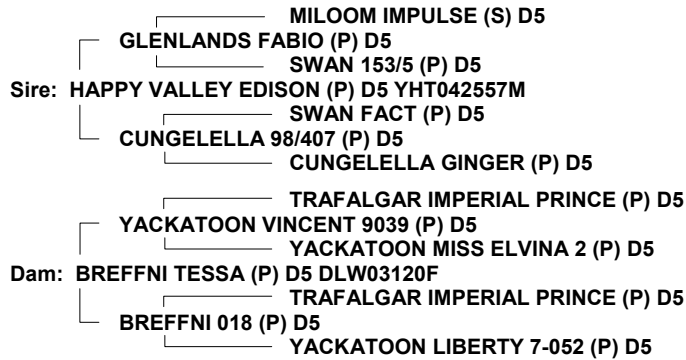 MILOOM IMPULSE (S) D5
GLENLANDS FABIO (P) D5
SWAN 153/5 (P) D5
Sire: HAPPY VALLEY EDISON (P) D5 YHT042557M
SWAN FACT (P) D5
CUNGELELLA 98/407 (P) D5
CUNGELELLA GINGER (P) D5
TRAFALGAR IMPERIAL PRINCE (P) D5
YACKATOON VINCENT 9039 (P) D5
YACKATOON MISS ELVINA 2 (P) D5
Dam: BREFFNI TESSA (P) D5 DLW03120F
TRAFALGAR IMPERIAL PRINCE (P) D5
BREFFNI 018 (P) D5
YACKATOON LIBERTY 7-052 (P) D5